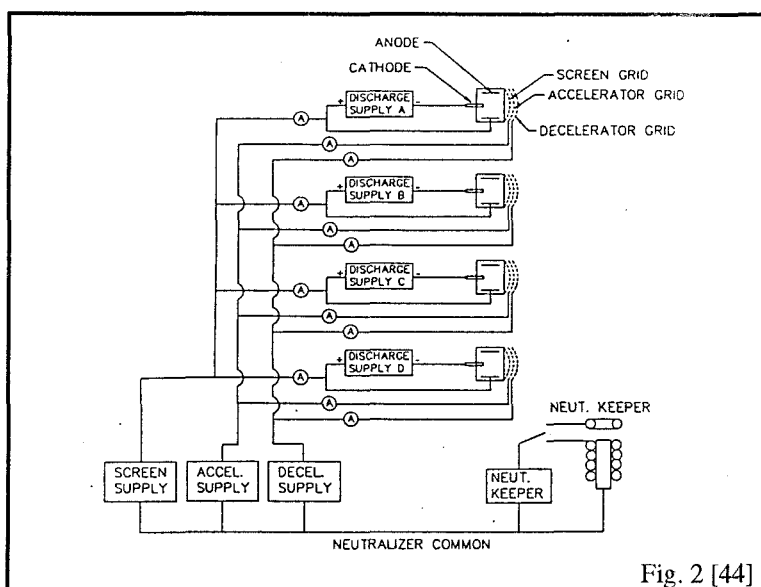 ANODE
CATHODE
SCREEN GRID
ACCELERATOR GRID
DECELERATOR GRID
+ DISCHARGE -
SUPPLY A
A
A
A
+ DISCHARGE -
SUPPLY B
A
A
A
+ DISCHARGE -
SUPPLY C
A
A
A
+ DISCHARGE -
SUPPLY D
A
A
A
NEUT. KEEPER
SCREEN
SUPPLY
ACCEL.
SUPPLY
DECEL.
SUPPLY
NEUT.
KEEPER
NEUTRALIZER COMMON
Fig. 2 [44]